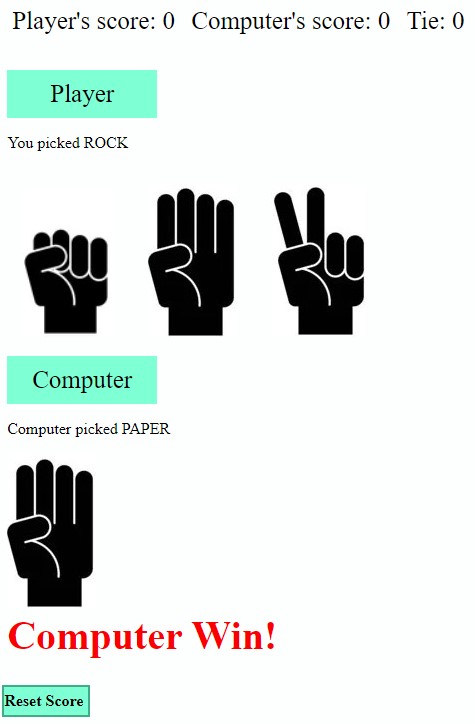 Player's score: 0 Computer's score: 0 Tie: 0
Player
You picked ROCK
Computer
Computer picked PAPER
Computer Win!
Reset Score